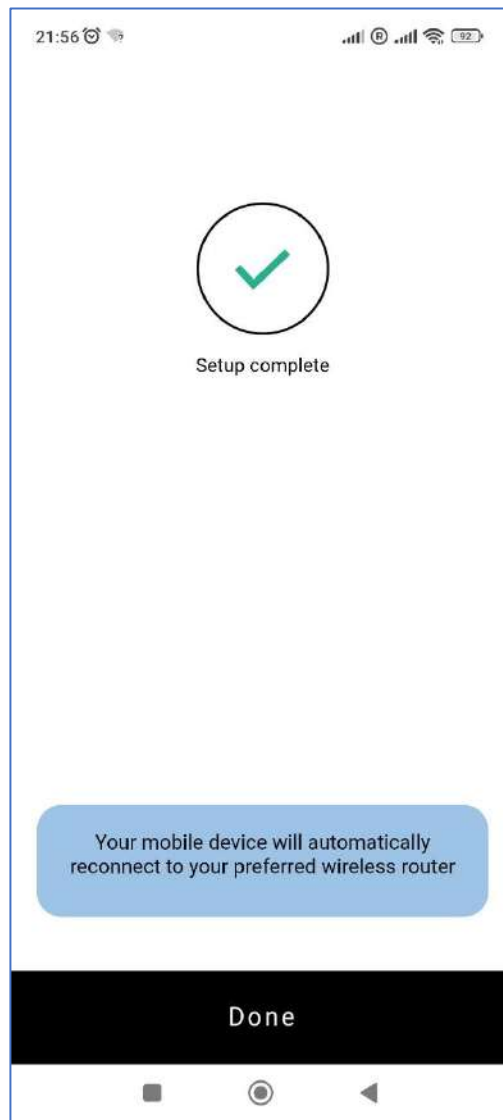 21:56
R 92
Setup complete
Your mobile device will automatically
reconnect to your preferred wireless router
Done